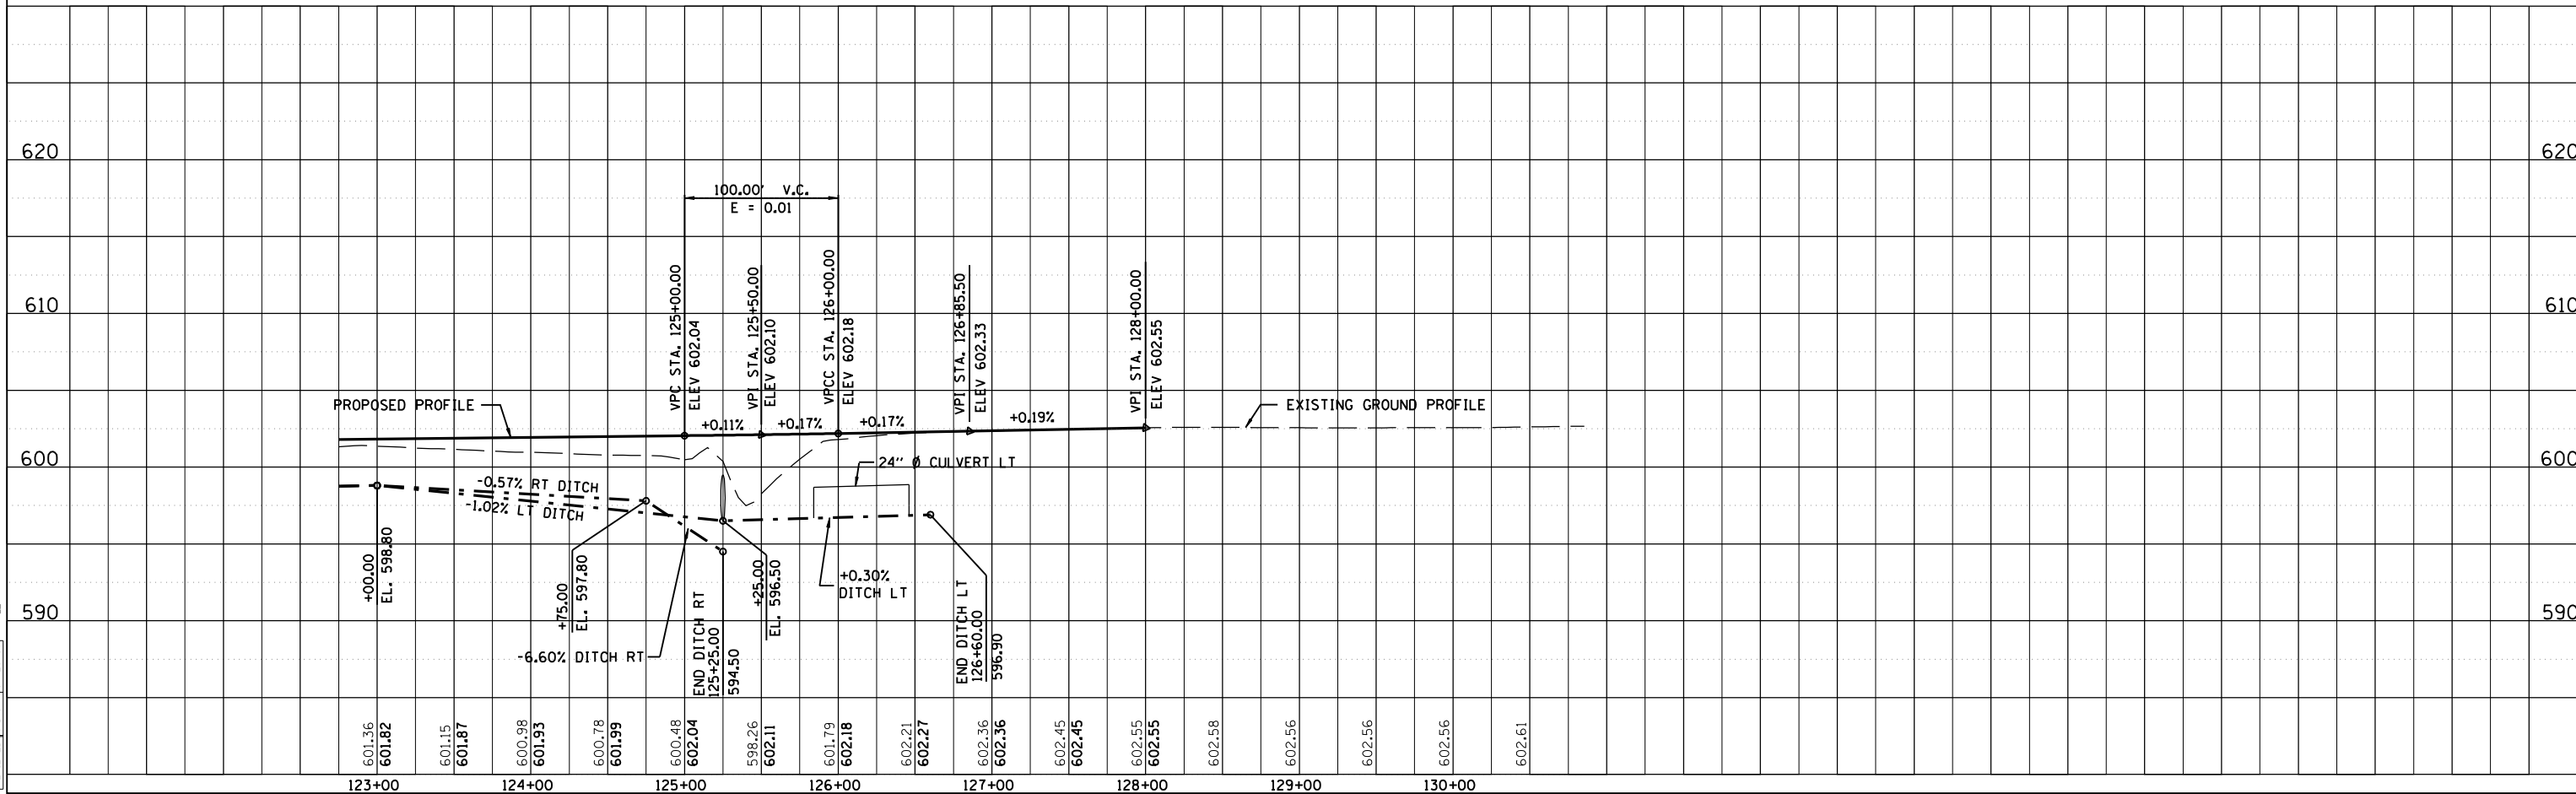 620
620
100.00' V.C.
E = 0.01
610
610
VPC STA. 125+00.00
ELEV 602.04
VPI STA. 125+50.00
ELEV 602.10
VPCC STA. 126+00.00
ELEV 602.18
VPI STA. 126+85.50
ELEV 602.33
VPI STA. 128+00.00
ELEV 602.55
PROPOSED PROFILE
EXISTING GROUND PROFILE
+0.11%
+0.17%
+0.17%
+0.19%
600
600
24" Ø CULVERT LT
-0.57% RT DITCH
-1.02% LT DITCH
+00.00
EL. 598.80
+75.00
EL. 597.80
+25.00
EL. 596.50
+0.30%
DITCH LT
590
590
-6.60% DITCH RT
END DITCH RT
125+25.00
594.50
END DITCH LT
126+60.00
596.90
601.36
601.82
601.15
601.87
600.98
601.93
600.78
601.99
600.48
602.04
598.26
602.11
601.79
602.18
602.21
602.27
602.36
602.36
602.45
602.45
602.55
602.55
602.58
602.56
602.56
602.56
602.61
123+00
124+00
125+00
126+00
127+00
128+00
129+00
130+00